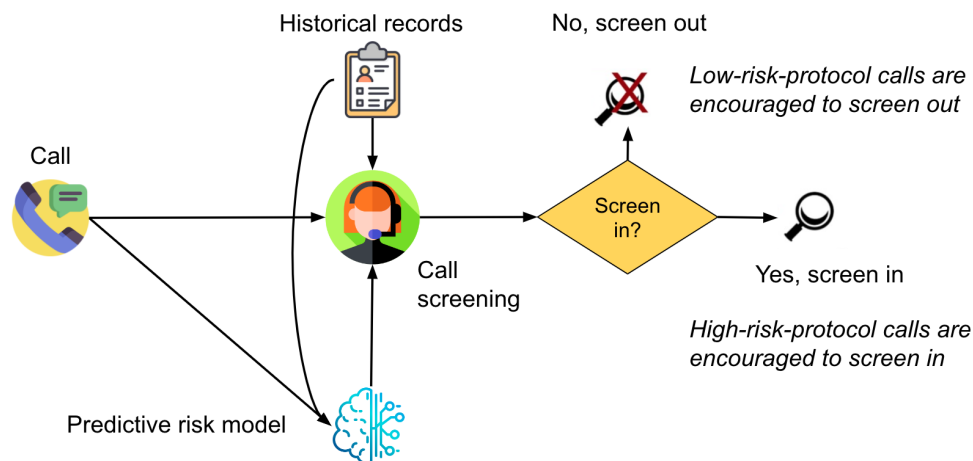 Historical records
No, screen out
Low-risk-protocol calls are
encouraged to screen out
Call
Screen
in?
Call
screening
Yes, screen in
High-risk-protocol calls are
encouraged to screen in
Predictive risk model